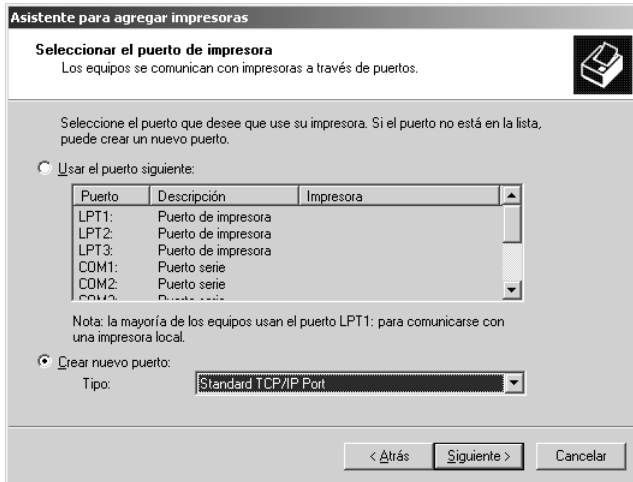 Asistente para agregar impresoras
Seleccionar el puerto de impresora
Los equipos se comunican con impresoras a través de puertos.
Seleccione el puerto que desee que use su impresora. Si el puerto no está en la lista,
puede crear un nuevo puerto.
Usar el puerto siguiente:
Puerto Descripción Impresora
LPT1: Puerto de impresora
LPT2: Puerto de impresora
LPT3: Puerto de impresora
COM1: Puerto serie
COM2: Puerto serie
Nota: la mayoría de los equipos usan el puerto LPT1: para comunicarse con
una impresora local.
Crear nuevo puerto:
Tipo: Standard TCP/IP Port
< Atrás Siguiente > Cancelar